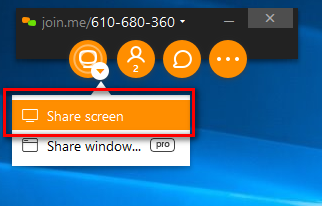 join.me/610-680-360
2
Share screen
Share window... pro